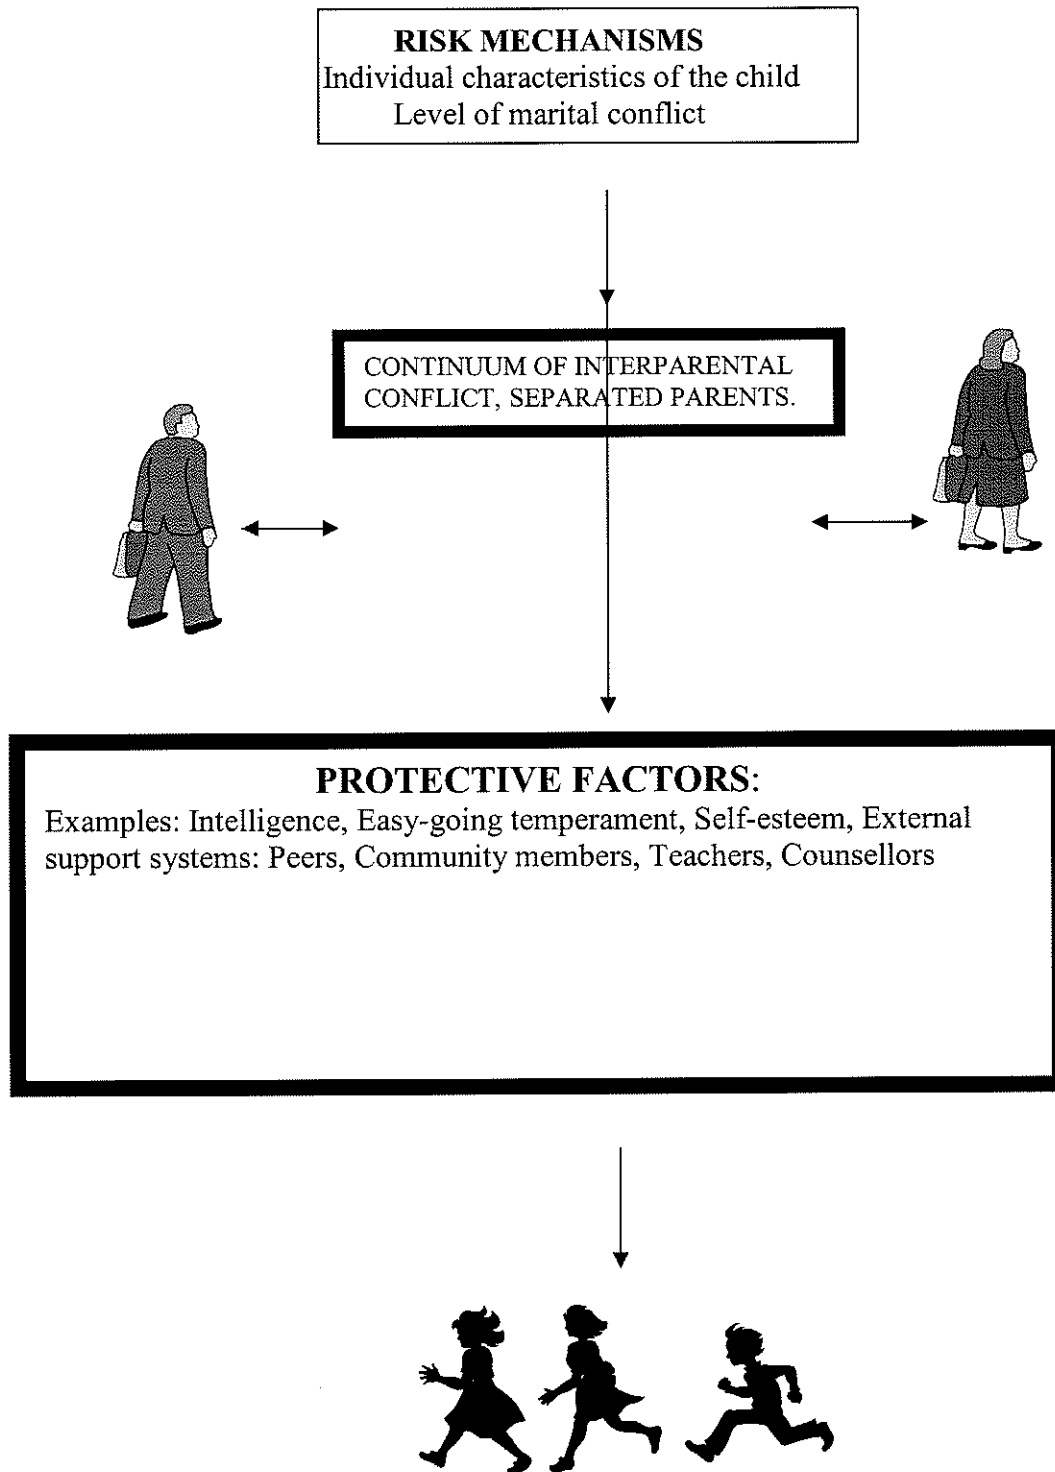 RISK MECHANISMS
Individual characteristics of the child
Level of marital conflict
CONTINUUM OF INTERPARENTAL
CONFLICT, SEPARATED PARENTS.
PROTECTIVE FACTORS:
Examples: Intelligence, Easy-going temperament, Self-esteem, External
support systems: Peers, Community members, Teachers, Counsellors